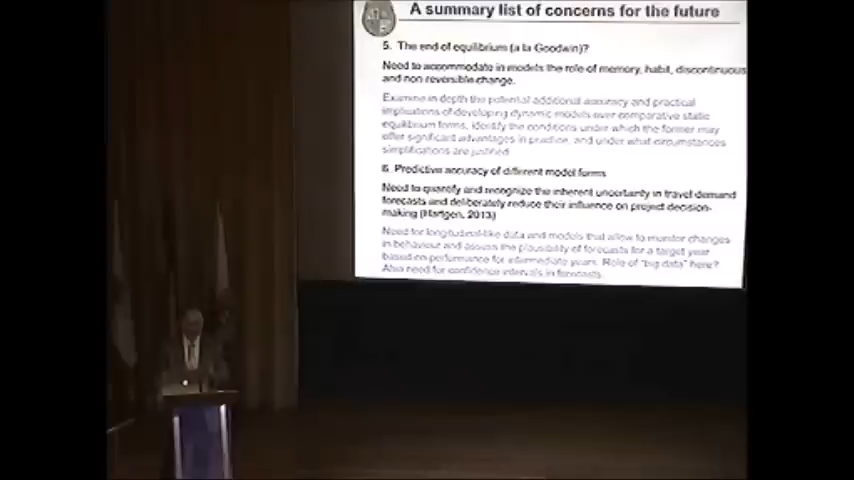 A summary list of concerns for the future
5. The end of equilibrium (a la Goodwin)?
Need to accommodate in models the role of memory, habit, discontinuous
and non reversible change.
Examine in depth the potential additional accuracy and practical
implications of developing dynamic models over comparative static
equilibrium forms. Identify the conditions under which the former may
offer significant advantages in practice, and under what circumstances
simplifications are justified
6. Predictive accuracy of different model forms
Need to quantify and recognize the inherent uncertainty in travel demand
forecasts and deliberately reduce their influence on project decision-
making (Hartgen, 2013)
Need for longitudinal-like data and models that allow to monitor changes
in behaviour and assess the plausibility of forecasts for a target year
based on performance for intermediate years. Role of "big data" here?
Also need for confidence intervals in forecasts.